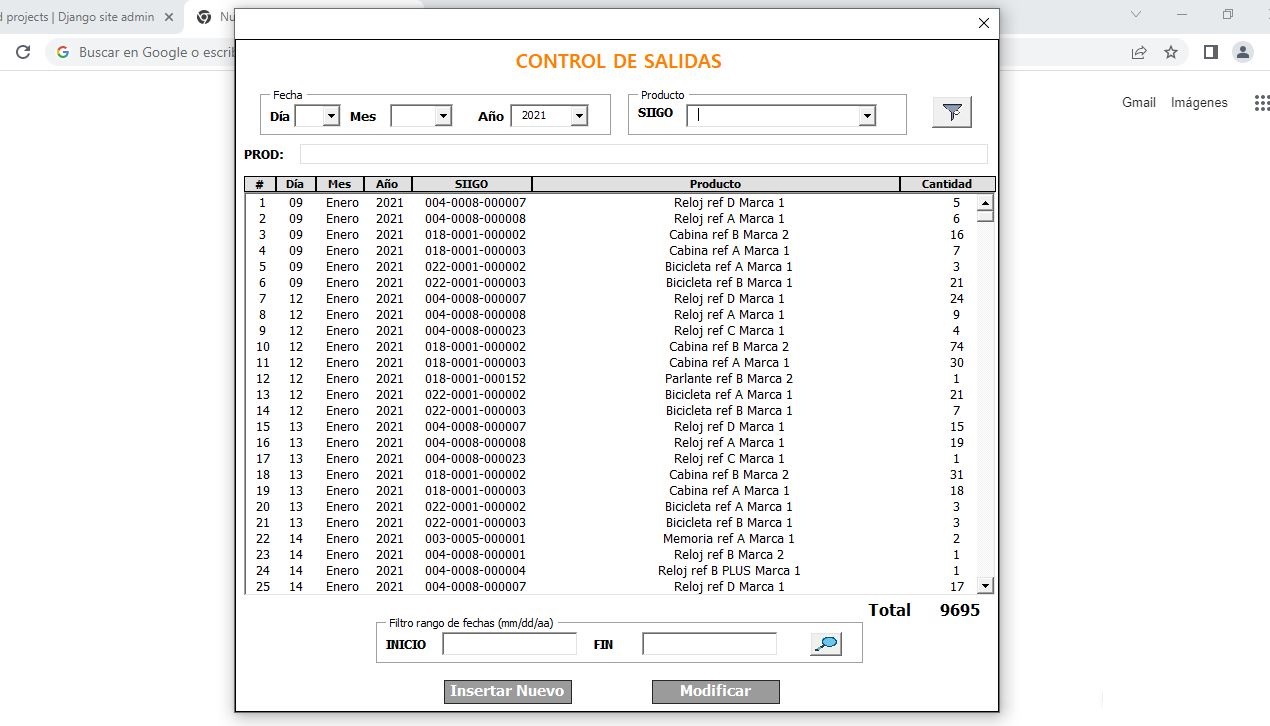 d projects | Django site admin
Nu
Buscar en Google o escrib
Gmail Imágenes
CONTROL DE SALIDAS
Fecha
Día Mes Año 2021
Producto
SIIGO
PROD:
# Día Mes Año SIIGO Producto Cantidad
1 09 Enero 2021 004-0008-000007 Reloj ref D Marca 1 5
2 09 Enero 2021 004-0008-000008 Reloj ref A Marca 1 6
3 09 Enero 2021 018-0001-000002 Cabina ref B Marca 2 16
4 09 Enero 2021 018-0001-000003 Cabina ref A Marca 1 7
5 09 Enero 2021 022-0001-000002 Bicicleta ref A Marca 1 3
6 09 Enero 2021 022-0001-000003 Bicicleta ref B Marca 1 21
7 12 Enero 2021 004-0008-000007 Reloj ref D Marca 1 24
8 12 Enero 2021 004-0008-000008 Reloj ref A Marca 1 9
9 12 Enero 2021 004-0008-000023 Reloj ref C Marca 1 4
10 12 Enero 2021 018-0001-000002 Cabina ref B Marca 2 74
11 12 Enero 2021 018-0001-000003 Cabina ref A Marca 1 30
12 12 Enero 2021 018-0001-000152 Parlante ref B Marca 2 1
13 12 Enero 2021 022-0001-000002 Bicicleta ref A Marca 1 21
14 12 Enero 2021 022-0001-000003 Bicicleta ref B Marca 1 7
15 13 Enero 2021 004-0008-000007 Reloj ref D Marca 1 15
16 13 Enero 2021 004-0008-000008 Reloj ref A Marca 1 19
17 13 Enero 2021 004-0008-000023 Reloj ref C Marca 1 1
18 13 Enero 2021 018-0001-000002 Cabina ref B Marca 2 31
19 13 Enero 2021 018-0001-000003 Cabina ref A Marca 1 18
20 13 Enero 2021 022-0001-000002 Bicicleta ref A Marca 1 3
21 13 Enero 2021 022-0001-000003 Bicicleta ref B Marca 1 3
22 14 Enero 2021 003-0005-000001 Memoria ref A Marca 1 2
23 14 Enero 2021 004-0008-000001 Reloj ref B Marca 2 1
24 14 Enero 2021 004-0008-000004 Reloj ref B PLUS Marca 1 1
25 14 Enero 2021 004-0008-000007 Reloj ref D Marca 1 17
Total 9695
Filtro rango de fechas (mm/dd/aa)
INICIO FIN
Insertar Nuevo Modificar